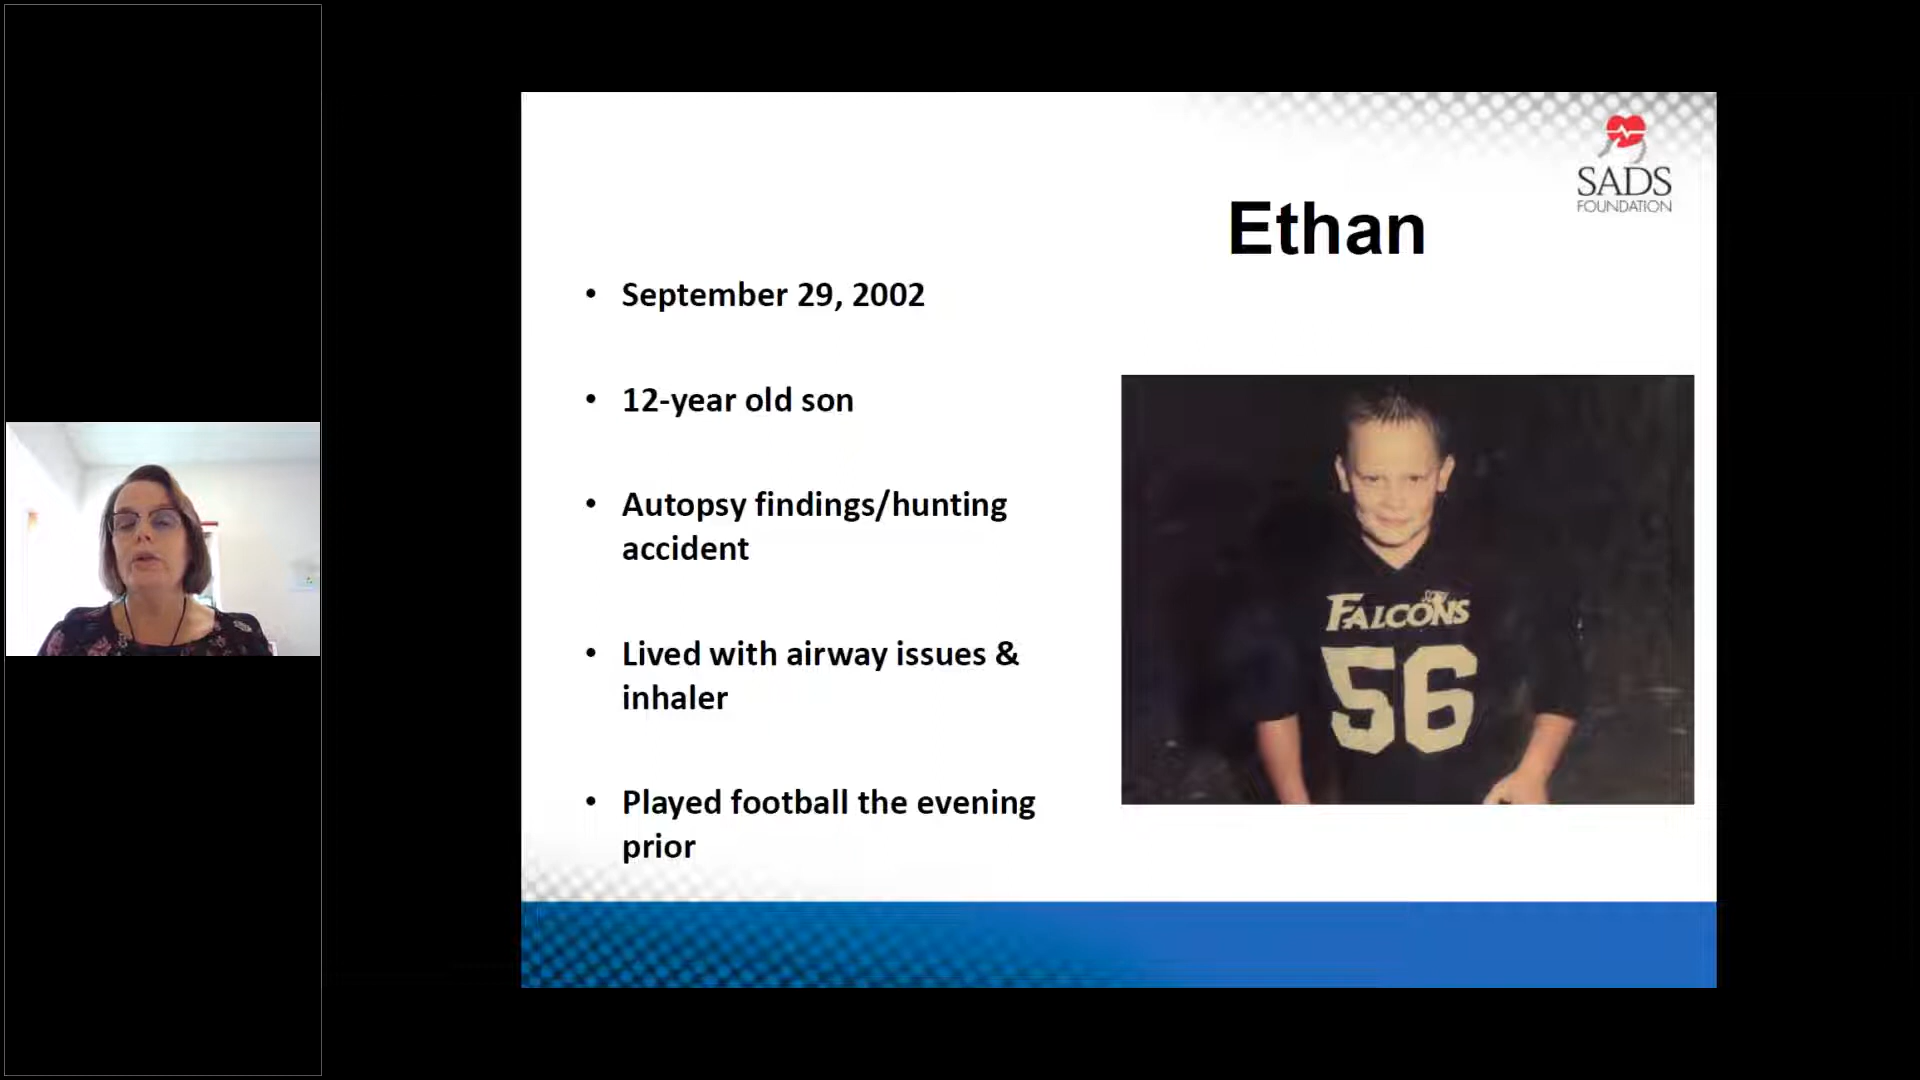 SADS
FOUNDATION
Ethan
• September 29, 2002
• 12-year old son
• Autopsy findings/hunting
accident
• Lived with airway issues &
inhaler
• Played football the evening
prior
FALCONS
56